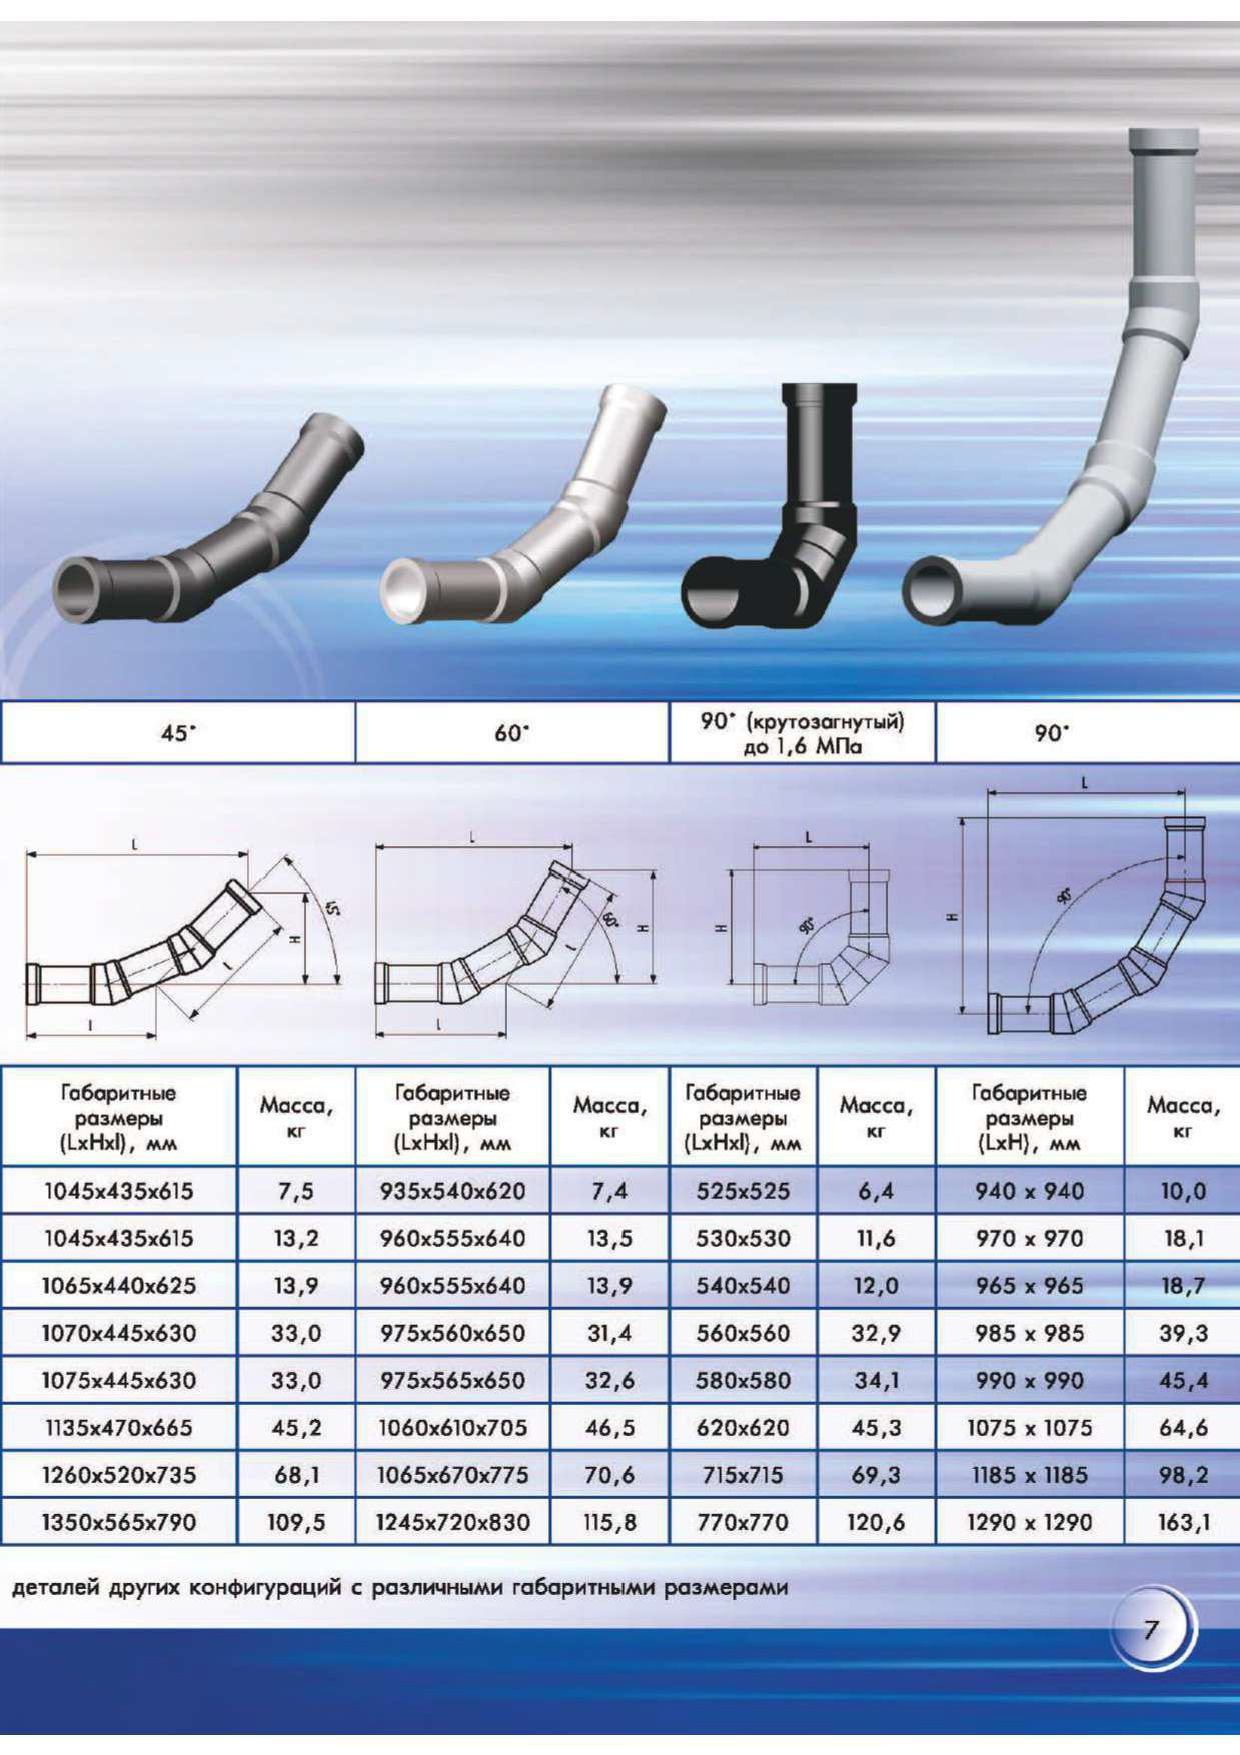 45°
60°
90° (крутозагнутый)
до 1,6 МПа
90°
L
45°
H
l
l
L
60°
H
l
l
L
90°
H
L
90°
H
Габаритные
размеры
(LxHxl), мм
Масса,
кг
Габаритные
размеры
(LxHxl), мм
Масса,
кг
Габаритные
размеры
(LxHxl), мм
Масса,
кг
Габаритные
размеры
(LxH), мм
Масса,
кг
1045x435x615 7,5 935x540x620 7,4 525x525 6,4 940 x 940 10,0
1045x435x615 13,2 960x555x640 13,5 530x530 11,6 970 x 970 18,1
1065x440x625 13,9 960x555x640 13,9 540x540 12,0 965 x 965 18,7
1070x445x630 33,0 975x560x650 31,4 560x560 32,9 985 x 985 39,3
1075x445x630 33,0 975x565x650 32,6 580x580 34,1 990 x 990 45,4
1135x470x665 45,2 1060x610x705 46,5 620x620 45,3 1075 x 1075 64,6
1260x520x735 68,1 1065x670x775 70,6 715x715 69,3 1185 x 1185 98,2
1350x565x790 109,5 1245x720x830 115,8 770x770 120,6 1290 x 1290 163,1
деталей других конфигураций с различными габаритными размерами
7